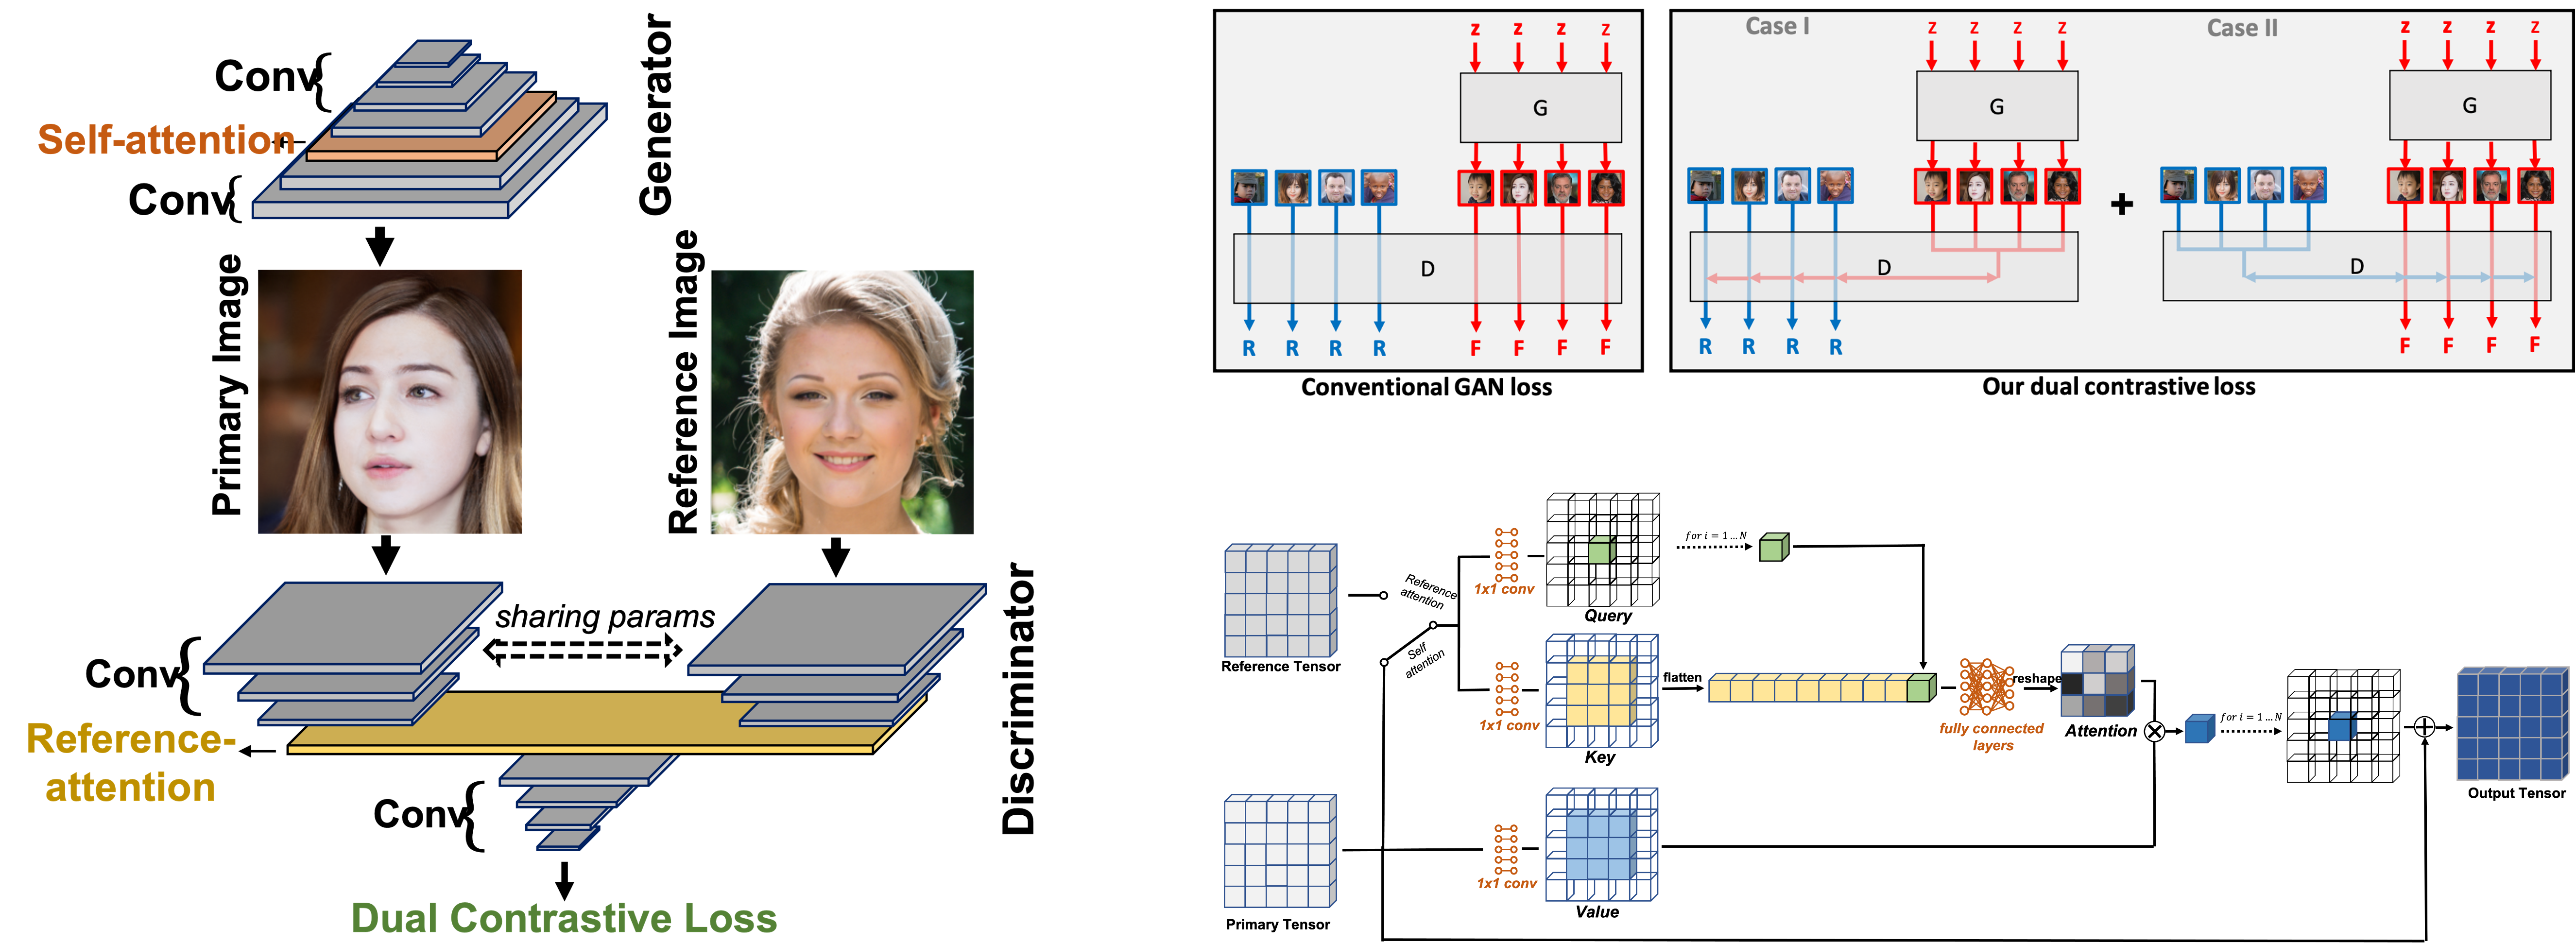 Conv
Self-attention
Conv
Generator
Primary Image
Reference Image
sharing params
Conv
Reference-
attention
Conv
Discriminator
Dual Contrastive Loss
z z z z
G
D
R R R R F F F F
Conventional GAN loss
Case I
z z z z
G
D
R R R R
+
Case II
z z z z
G
D
F F F F
Our dual contrastive loss
Reference Tensor
Reference
attention
Self
attention
1x1 conv
Query
for i = 1 … N
1x1 conv
Key
flatten
fully connected
layers
reshape
Attention
for i = 1 … N
Output Tensor
Primary Tensor
1x1 conv
Value